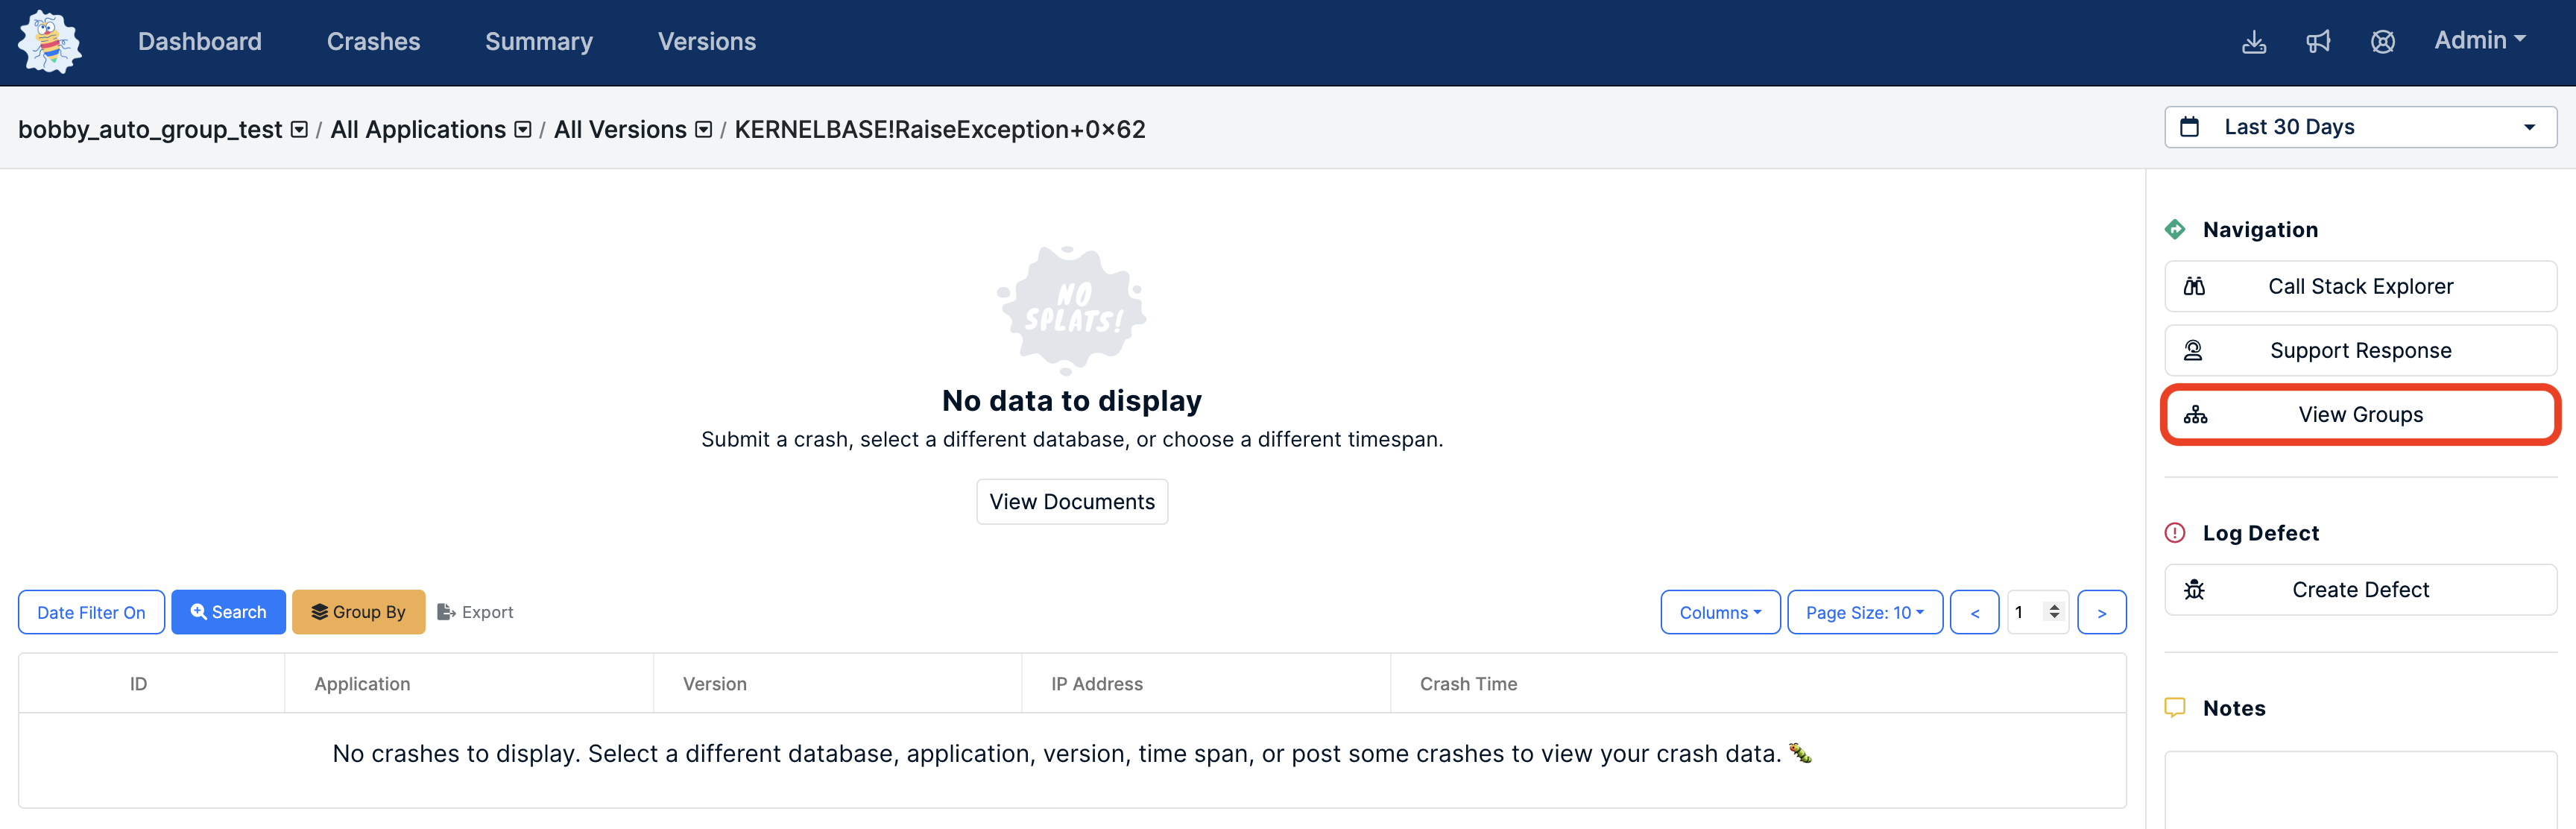 Dashboard Crashes Summary Versions Admin
bobby_auto_group_test / All Applications / All Versions / KERNELBASE!RaiseException+0x62
Last 30 Days
NO
SPLATS!
No data to display
Submit a crash, select a different database, or choose a different timespan.
View Documents
Date Filter On Search Group By Export Columns Page Size: 10 < 1 >
ID Application Version IP Address Crash Time
No crashes to display. Select a different database, application, version, time span, or post some crashes to view your crash data. 🐛
Navigation
Call Stack Explorer
Support Response
View Groups
Log Defect
Create Defect
Notes